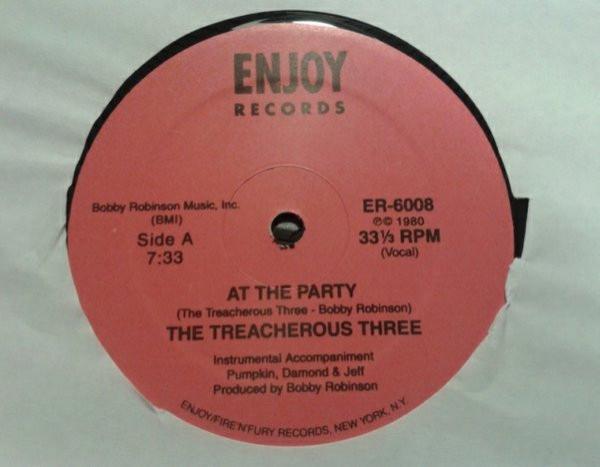 ENJOY
RECORDS
Bobby Robinson Music, Inc.
(BMI)
Side A
7:33
ER-6008
℗© 1980
33⅓ RPM
(Vocal)
AT THE PARTY
(The Treacherous Three - Bobby Robinson)
THE TREACHEROUS THREE
Instrumental Accompaniment
Pumpkin, Damond & Jeff
Produced by Bobby Robinson
ENJOY/FIRE'N'FURY RECORDS, NEW YORK, N.Y.